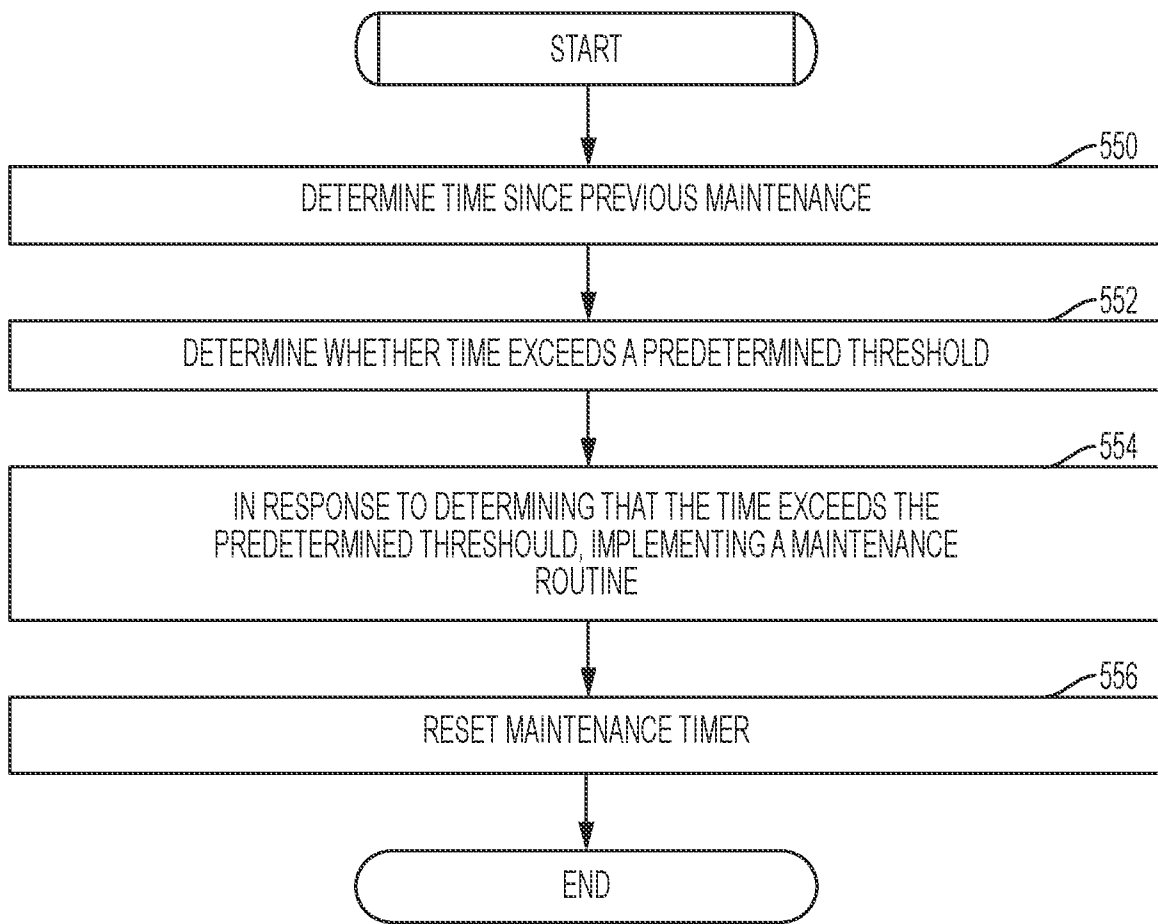 START
550
DETERMINE TIME SINCE PREVIOUS MAINTENANCE
552
DETERMINE WHETHER TIME EXCEEDS A PREDETERMINED THRESHOLD
554
IN RESPONSE TO DETERMINING THAT THE TIME EXCEEDS THE
PREDETERMINED THRESHOULD, IMPLEMENTING A MAINTENANCE
ROUTINE
556
RESET MAINTENANCE TIMER
END